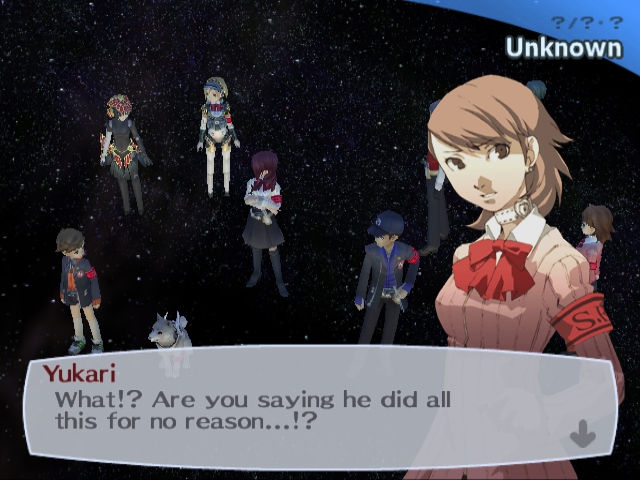 ?/?・?
Unknown
S.
Yukari
What!? Are you saying he did all
this for no reason...!?